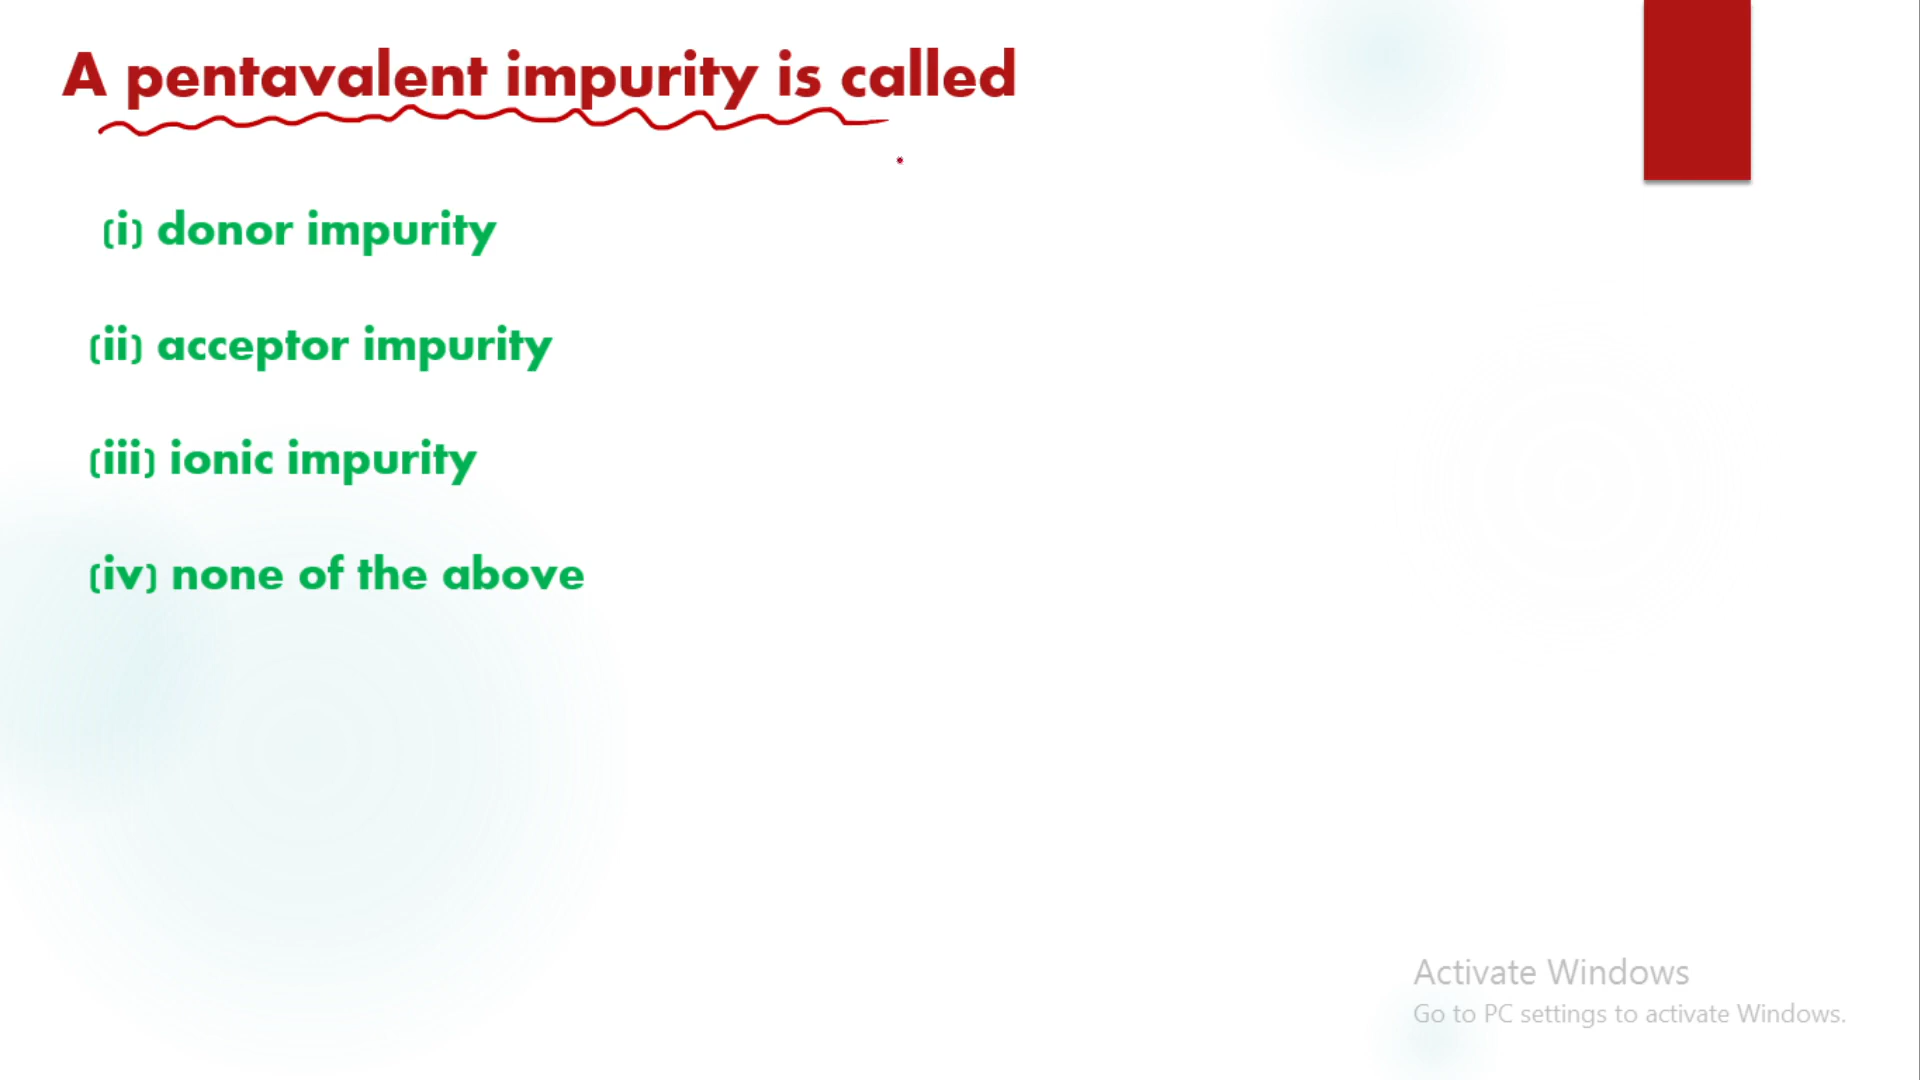 A pentavalent impurity is called
(i) donor impurity
(ii) acceptor impurity
(iii) ionic impurity
(iv) none of the above
Activate Windows
Go to PC settings to activate Windows.